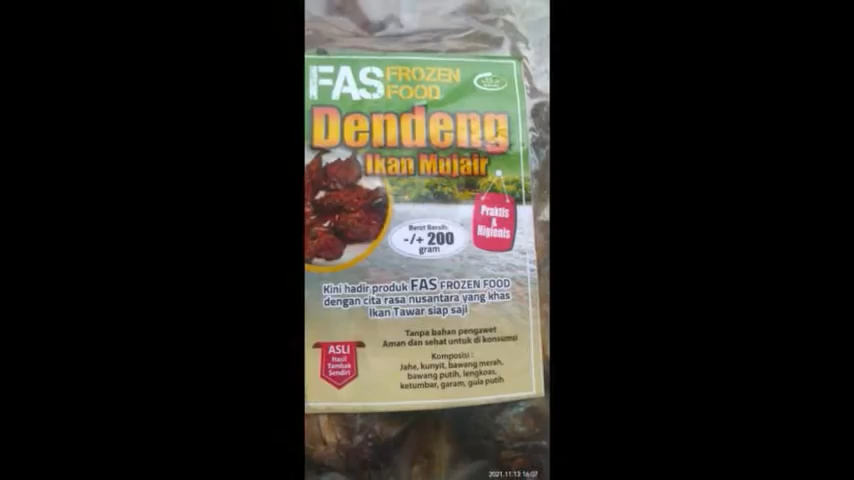 FAS FROZEN
FOOD
Dendeng
Ikan Mujair
Praktis
&
Higienis
Berat Bersih
-/+ 200
gram
Kini hadir produk FAS FROZEN FOOD
dengan cita rasa nusantara yang khas
Ikan Tawar siap saji
Tanpa bahan pengawet
Aman dan sehat untuk di konsumsi
ASLI
Hasil
Tambak
Sendiri
Komposisi :
Jahe, kunyit, bawang merah,
bawang putih, lengkoas,
ketumbar, garam, gula putih
2021.11.13 16:07